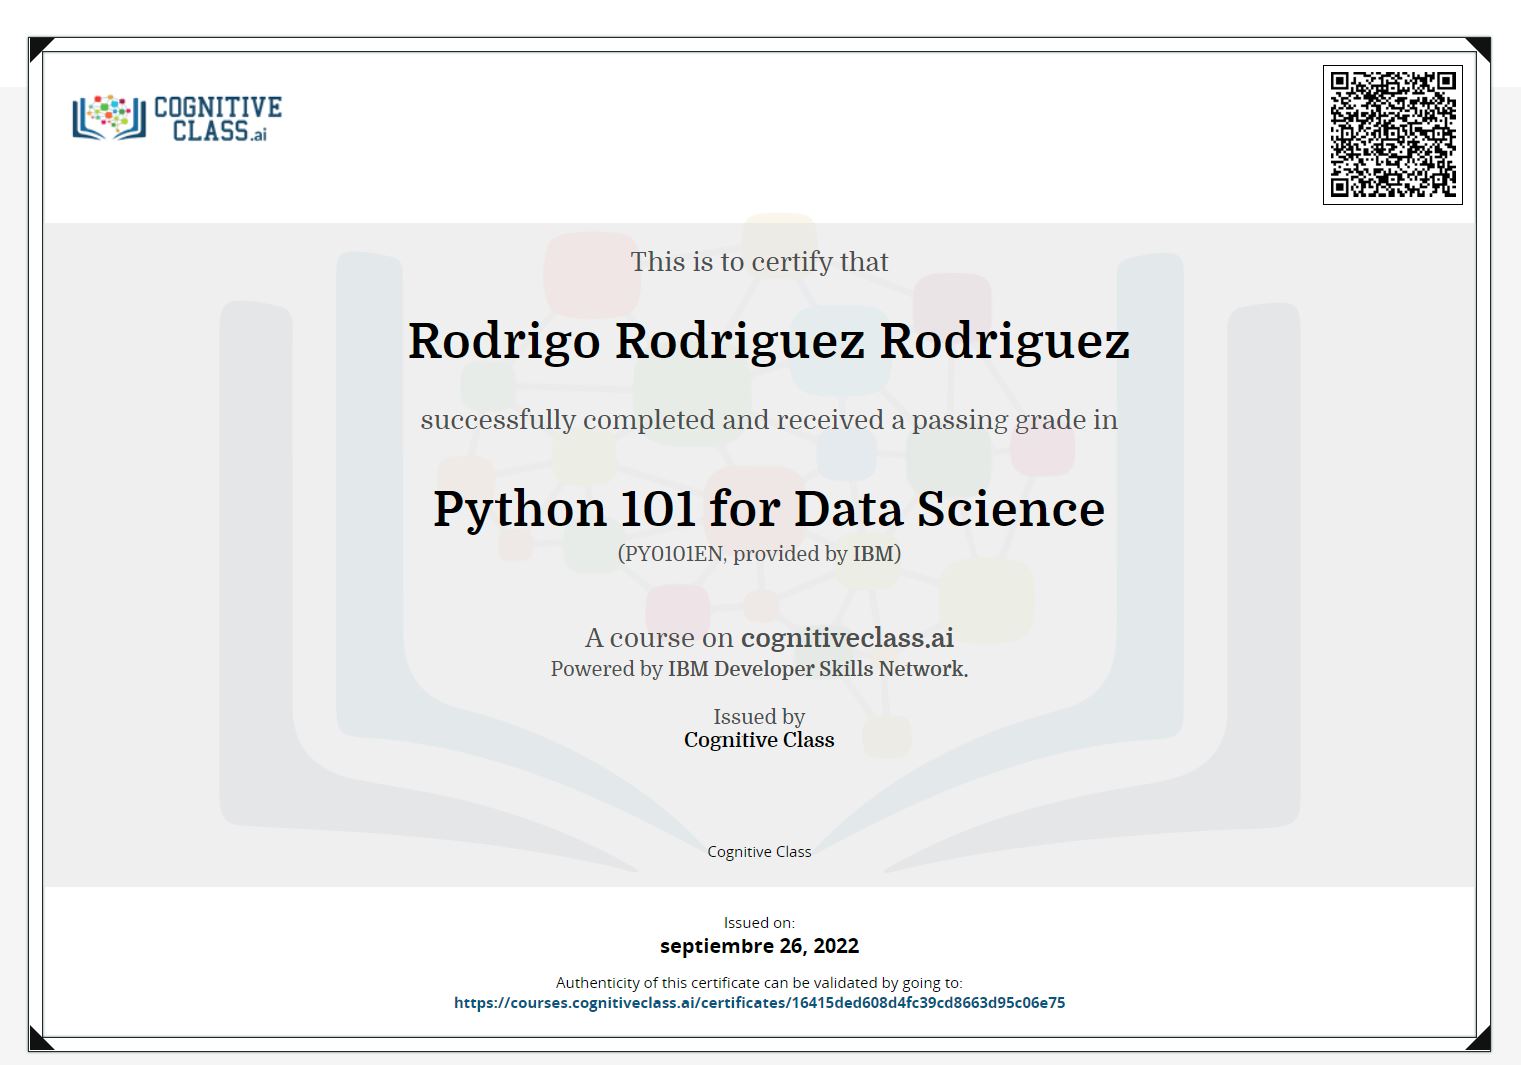 COGNITIVE
CLASS.ai
This is to certify that
Rodrigo Rodriguez Rodriguez
successfully completed and received a passing grade in
Python 101 for Data Science
(PY0101EN, provided by IBM)
A course on cognitiveclass.ai
Powered by IBM Developer Skills Network.
Issued by
Cognitive Class
Cognitive Class
Issued on:
septiembre 26, 2022
Authenticity of this certificate can be validated by going to:
https://courses.cognitiveclass.ai/certificates/16415ded608d4fc39cd8663d95c06e75